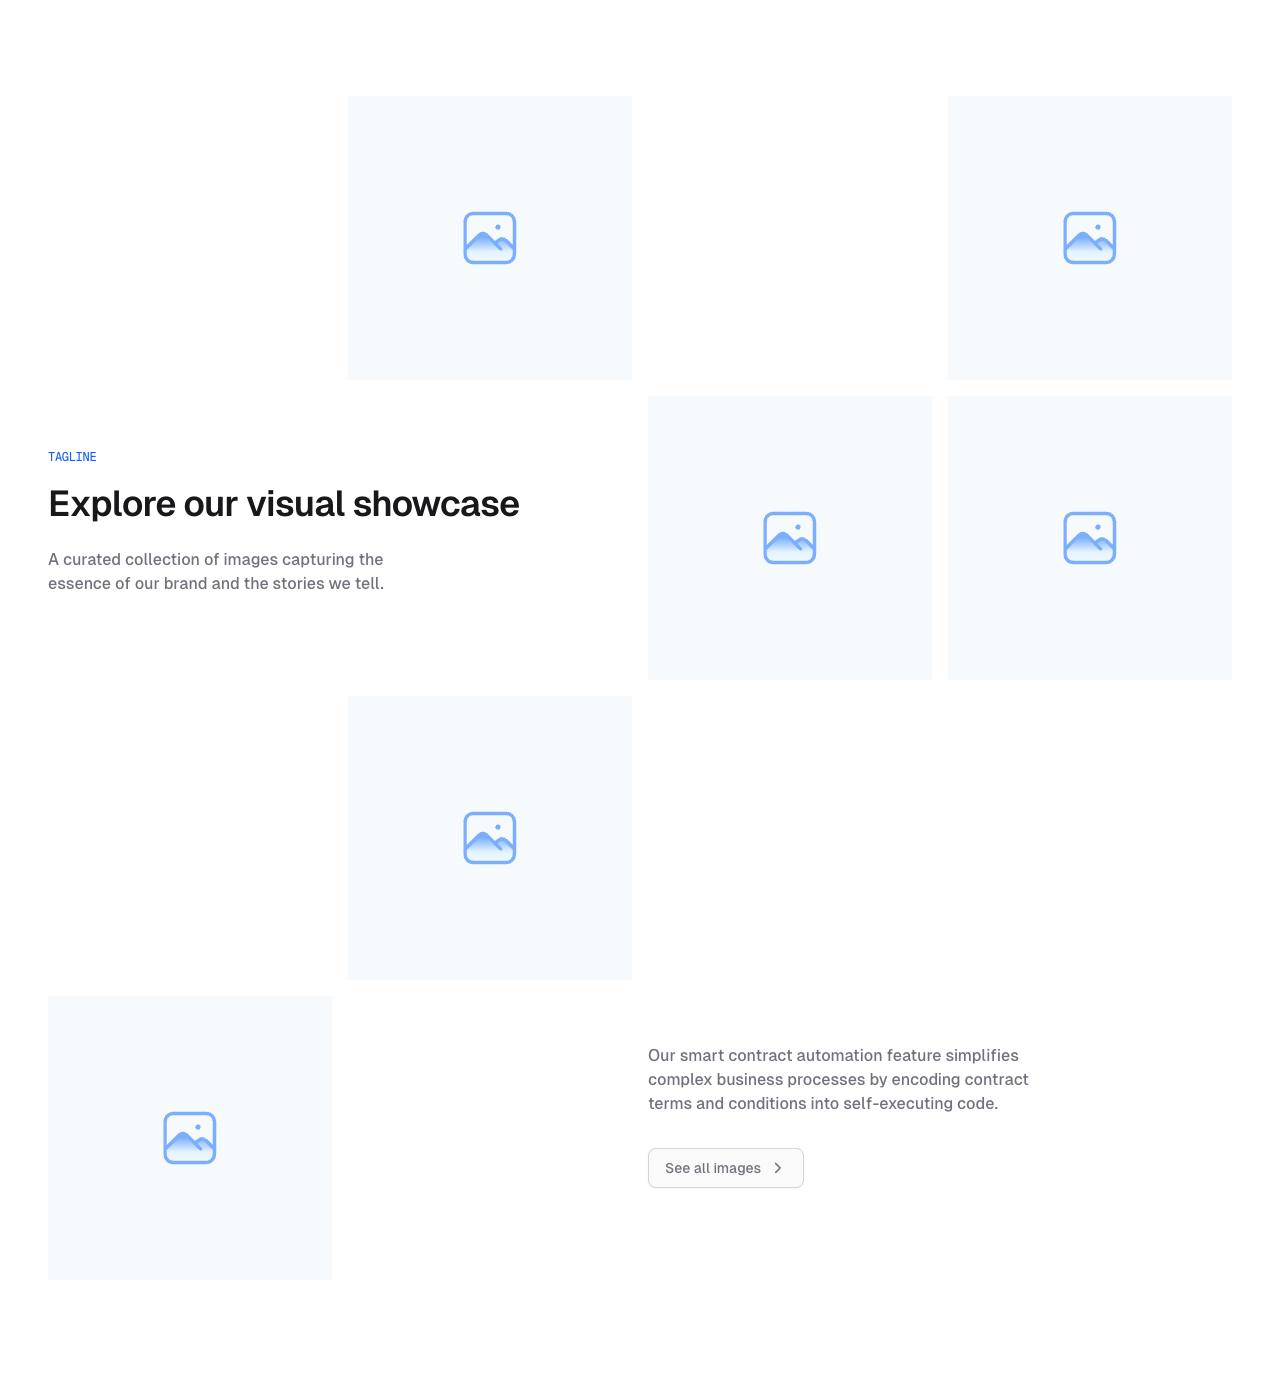 TAGLINE
Explore our visual showcase
A curated collection of images capturing the
essence of our brand and the stories we tell.
Our smart contract automation feature simplifies
complex business processes by encoding contract
terms and conditions into self-executing code.
See all images